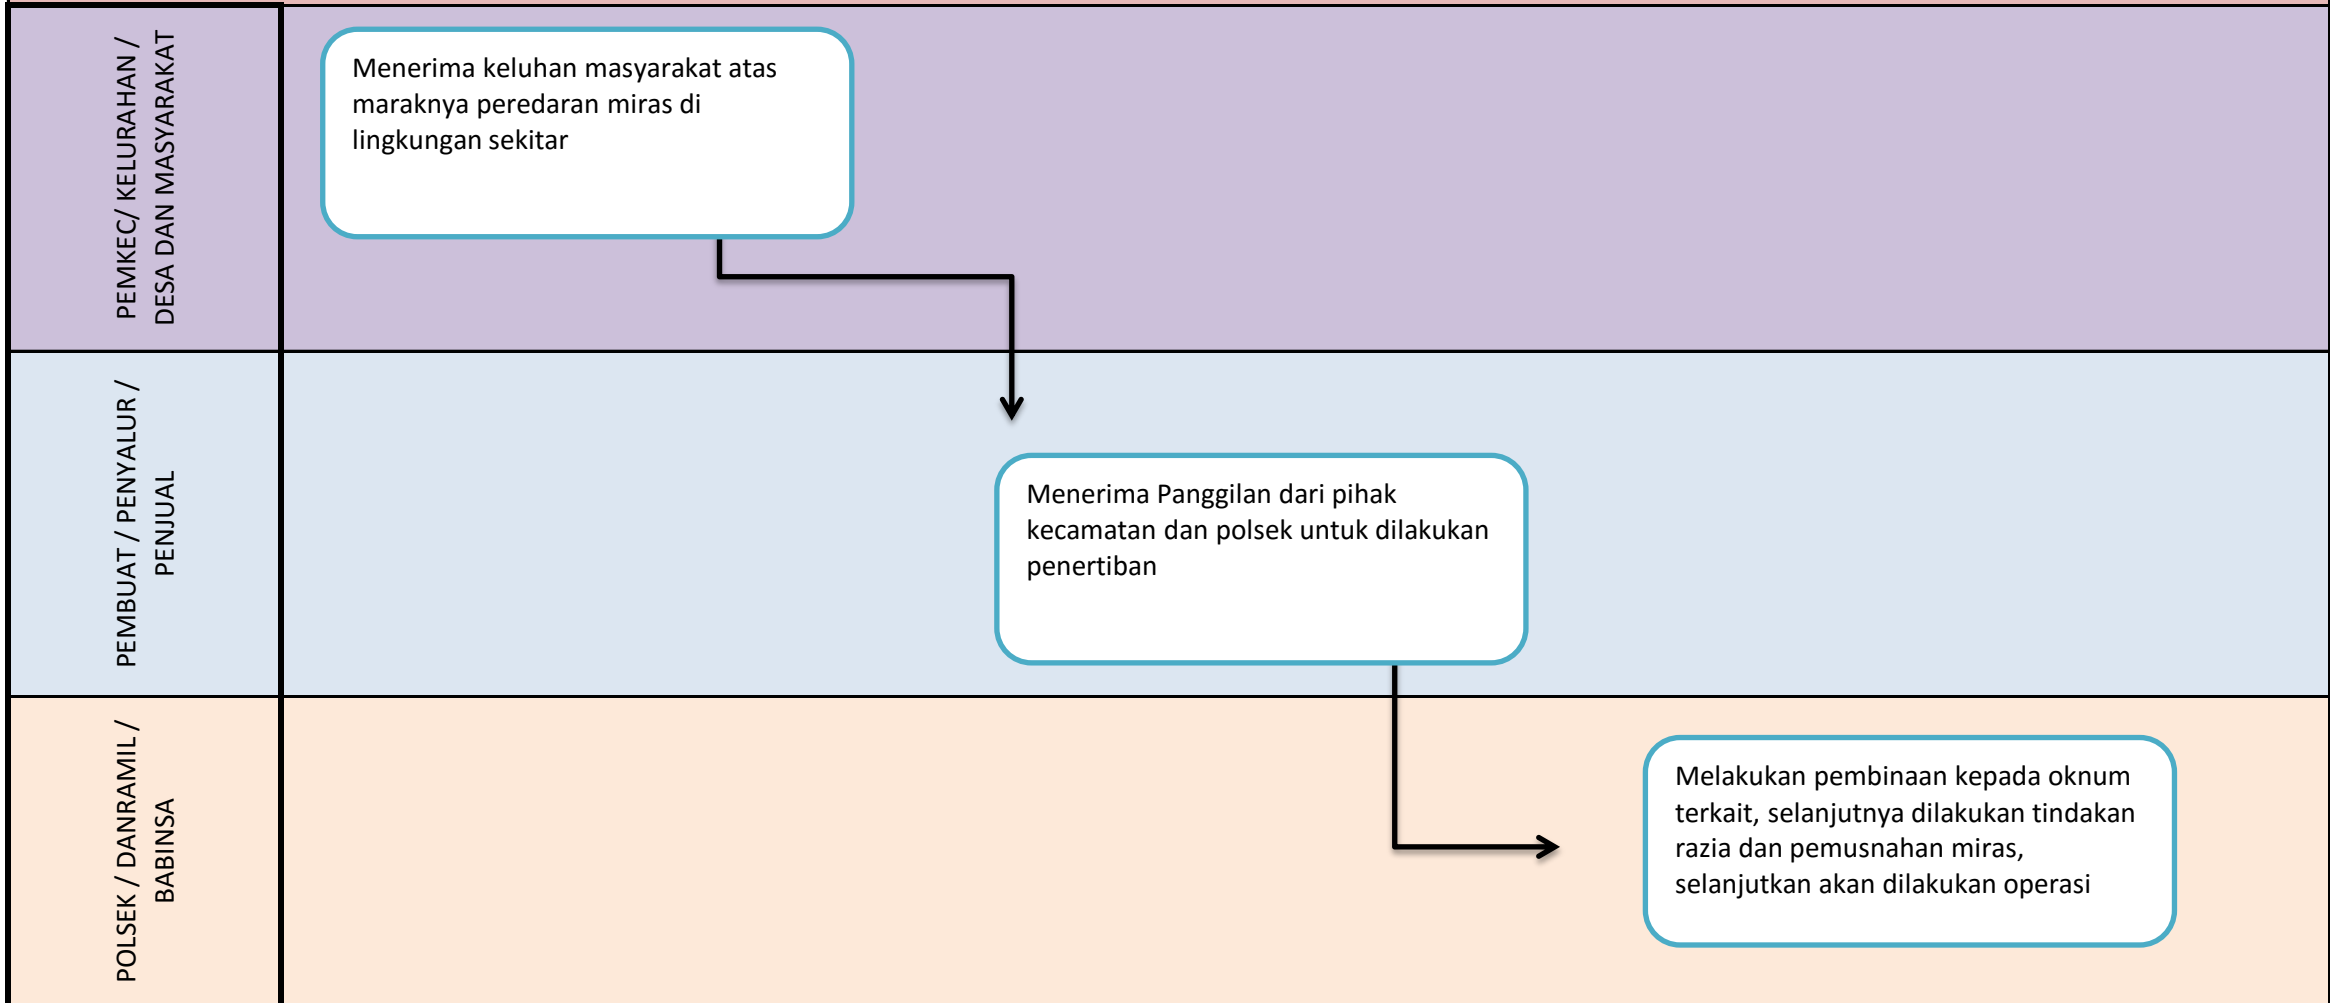 PEMKEC/ KELURAHAN /
DESA DAN MASYARAKAT
Menerima keluhan masyarakat atas
maraknya peredaran miras di
lingkungan sekitar
PEMBUAT / PENYALUR /
PENJUAL
Menerima Panggilan dari pihak
kecamatan dan polsek untuk dilakukan
penertiban
POLSEK / DANRAMIL /
BABINSA
Melakukan pembinaan kepada oknum
terkait, selanjutnya dilakukan tindakan
razia dan pemusnahan miras,
selanjutkan akan dilakukan operasi